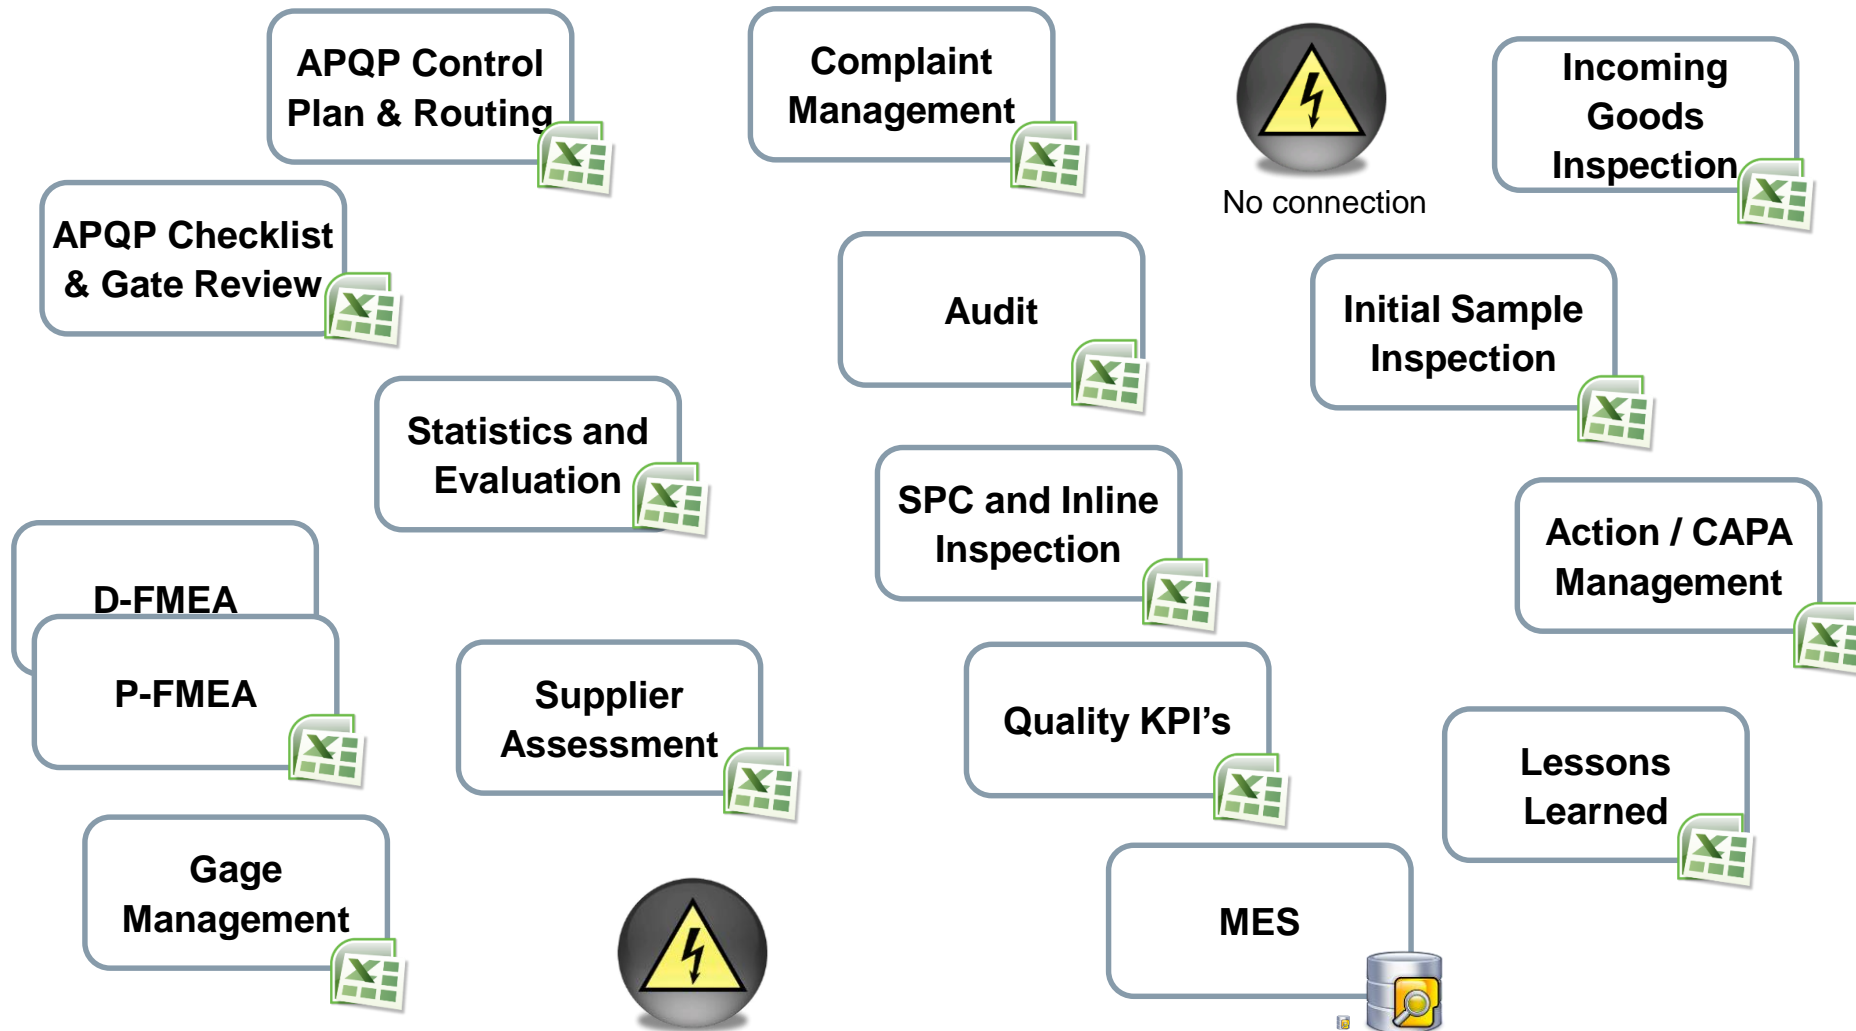 APQP Control
Plan & Routing
Complaint
Management
No connection
Incoming
Goods
Inspection
APQP Checklist
& Gate Review
Audit
Initial Sample
Inspection
Statistics and
Evaluation
SPC and Inline
Inspection
Action / CAPA
Management
D-FMEA
P-FMEA
Supplier
Assessment
Quality KPI’s
Lessons
Learned
Gage
Management
MES